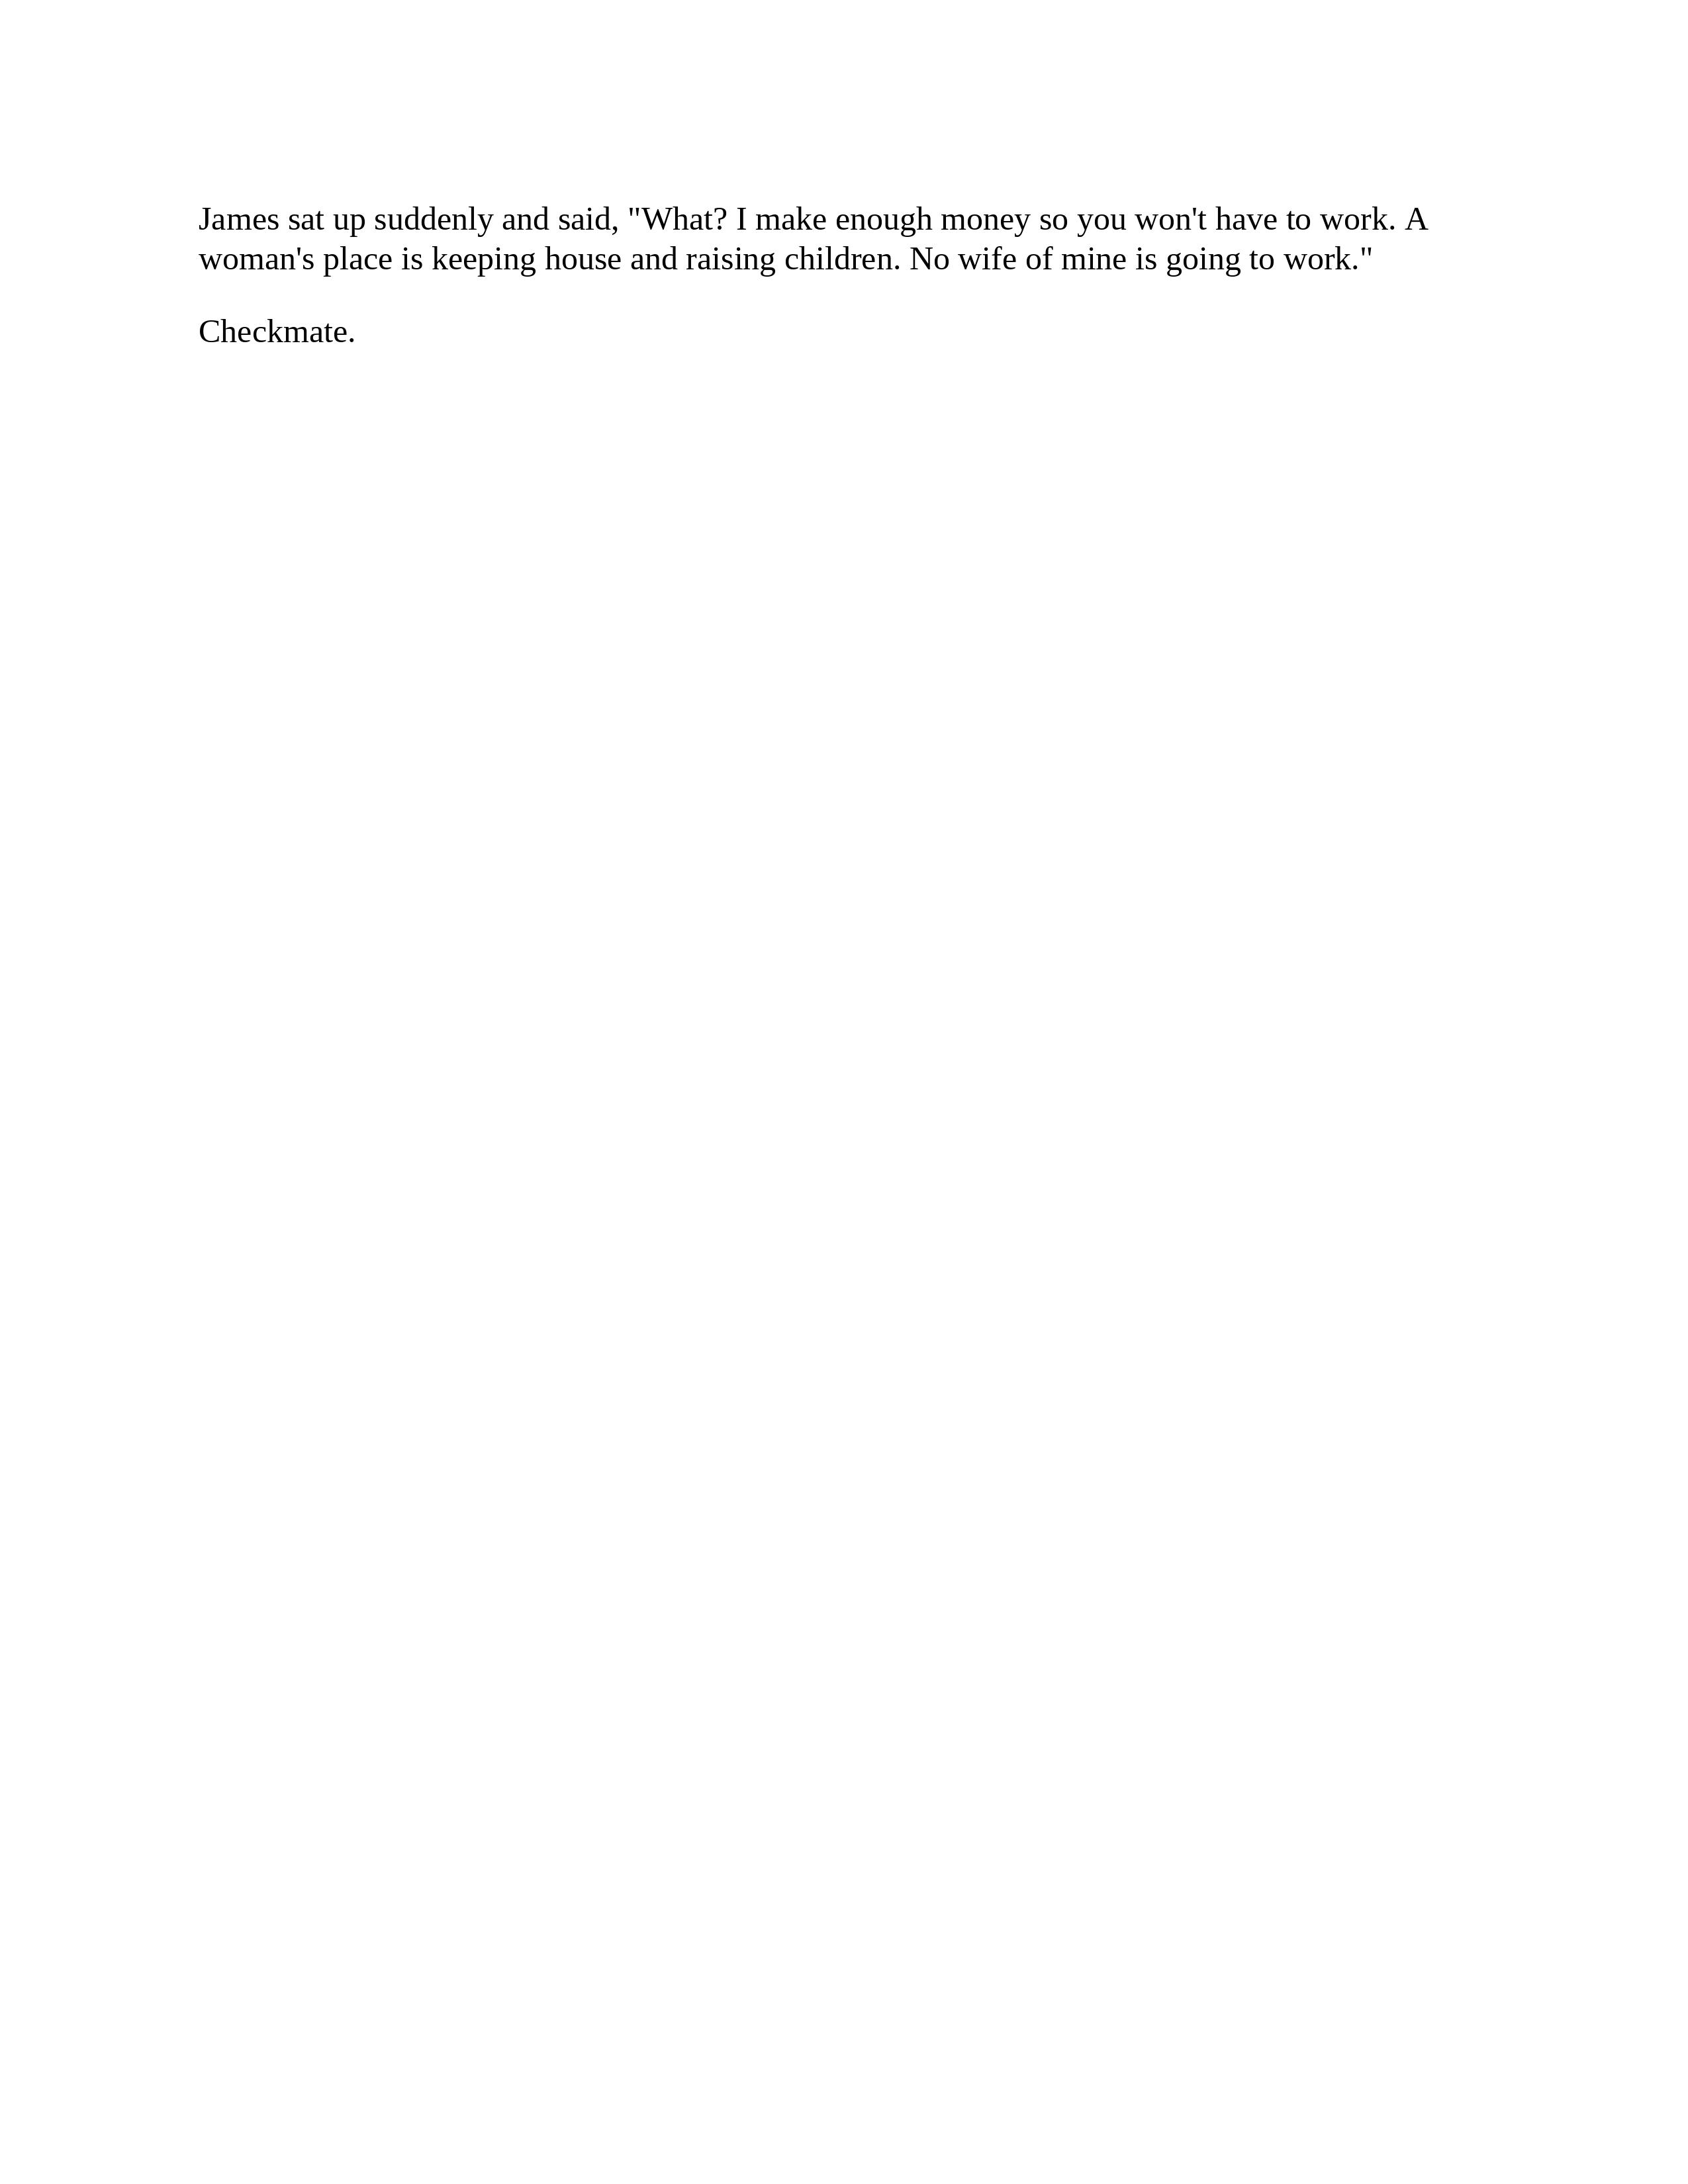 James sat up suddenly and said, "What? I make enough money so you won't have to work. A
woman's place is keeping house and raising children. No wife of mine is going to work."
Checkmate.